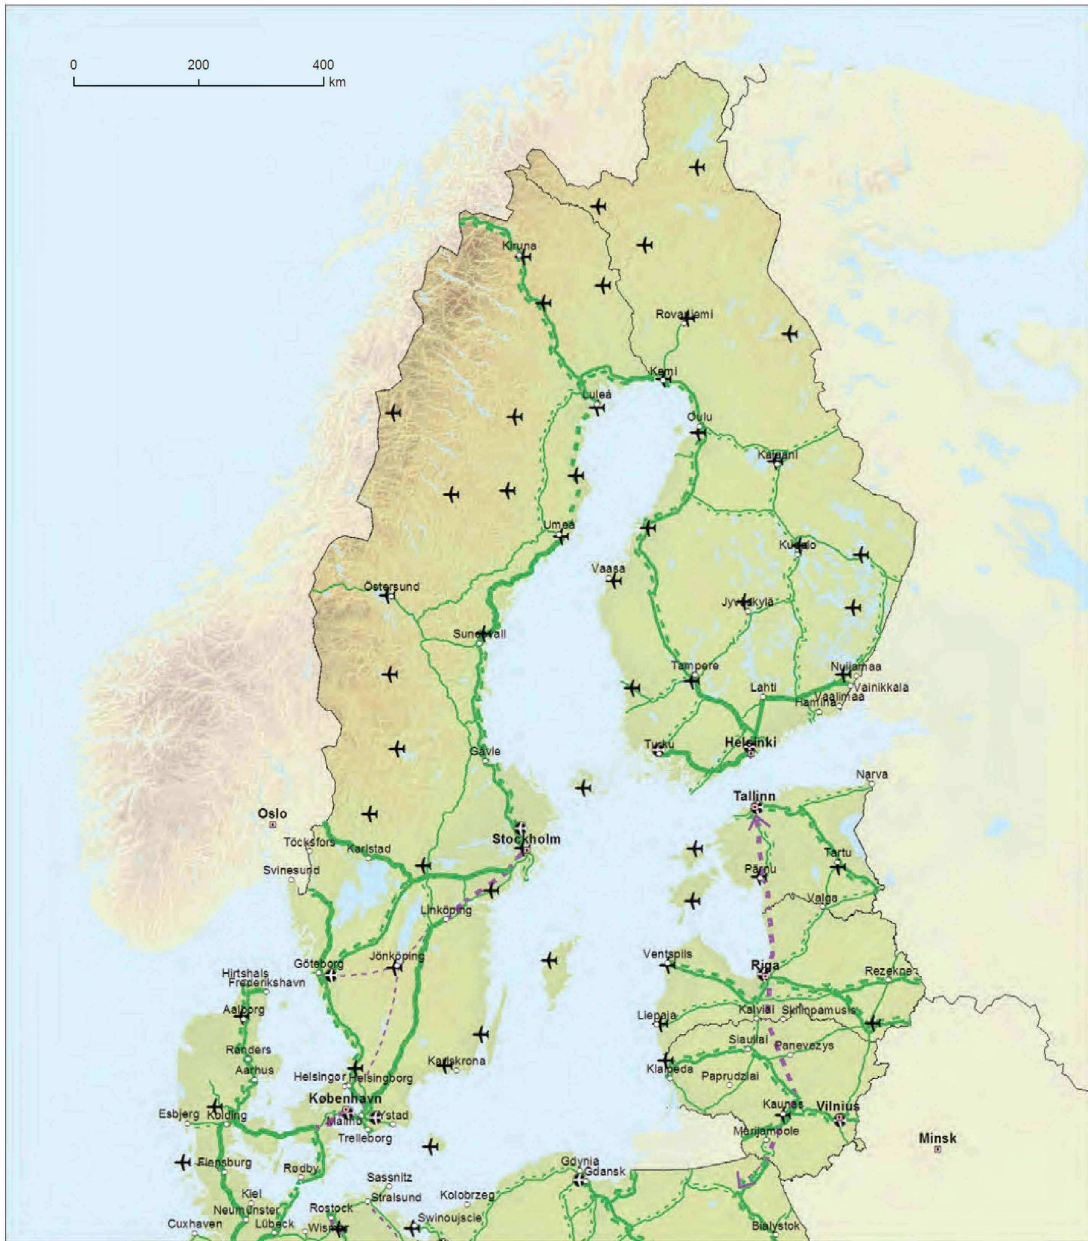 0 200 400
km
Kiruna
Rovaniemi
Kemi
Luleå
Oulu
Kajaani
Umeå
Kuopio
Vaasa
Östersund
Jyväskylä
Sundsvall
Tampere
Nuijamaa
Lahti
Vainikkala
Vaalimaa
Hamina
Turku
Helsinki
Gävle
Narva
Tallinn
Oslo
Stockholm
Töcksfors
Karlstad
Tartu
Svinesund
Pärnu
Valga
Linköping
Ventspils
Jönköping
Göteborg
Riga
Rezekne
Hirtshals
Frederikshavn
Aalborg
Liepaja
Kalviai
Skilinpamusis
Randers
Siauliai
Panevezys
Karlskrona
Aarhus
Klaipeda
Paprudziai
Helsingør
Helsingborg
København
Kaunas
Vilnius
Esbjerg
Kolding
Malmö
Ystad
Trelleborg
Marijampole
Minsk
Flensburg
Rødby
Gdynia
Gdansk
Sassnitz
Kiel
Stralsund
Kolobrzeg
Neumünster
Rostock
Swinoujscie
Cuxhaven
Lübeck
Wismar
Bialystok